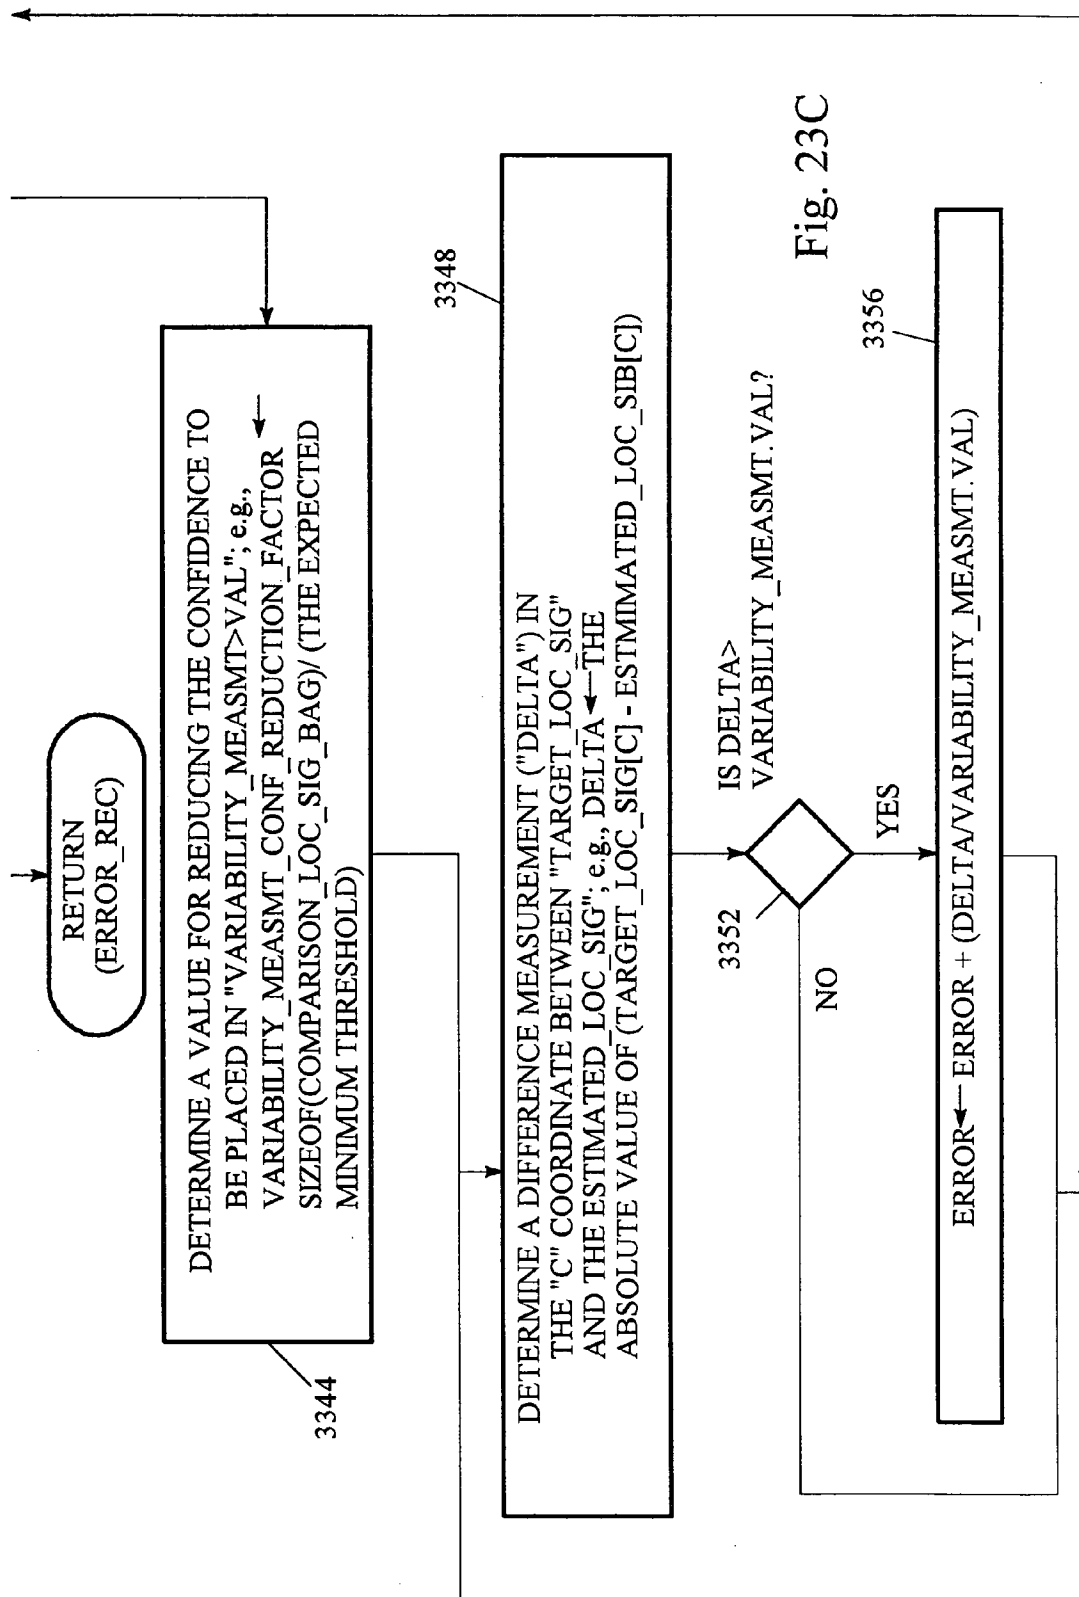 RETURN
(ERROR_REC)
DETERMINE A VALUE FOR REDUCING THE CONFIDENCE TO
BE PLACED IN "VARIABILITY_MEASMT>VAL"; e.g.,
VARIABILITY_MEASMT_CONF_REDUCTION_FACTOR ←
SIZEOF(COMPARISON_LOC_SIG_BAG)/ (THE EXPECTED
MINIMUM THRESHOLD)
3344
3348
DETERMINE A DIFFERENCE MEASUREMENT ("DELTA") IN
THE "C" COORDINATE BETWEEN "TARGET_LOC_SIG"
AND THE ESTIMATED_LOC_SIG"; e.g., DELTA ← THE
ABSOLUTE VALUE OF (TARGET_LOC_SIG[C] - ESTMIMATED_LOC_SIB[C])
IS DELTA>
VARIABILITY_MEASMT.VAL?
3352
NO
YES
3356
ERROR ← ERROR + (DELTA/VARIABILITY_MEASMT.VAL)
Fig. 23C